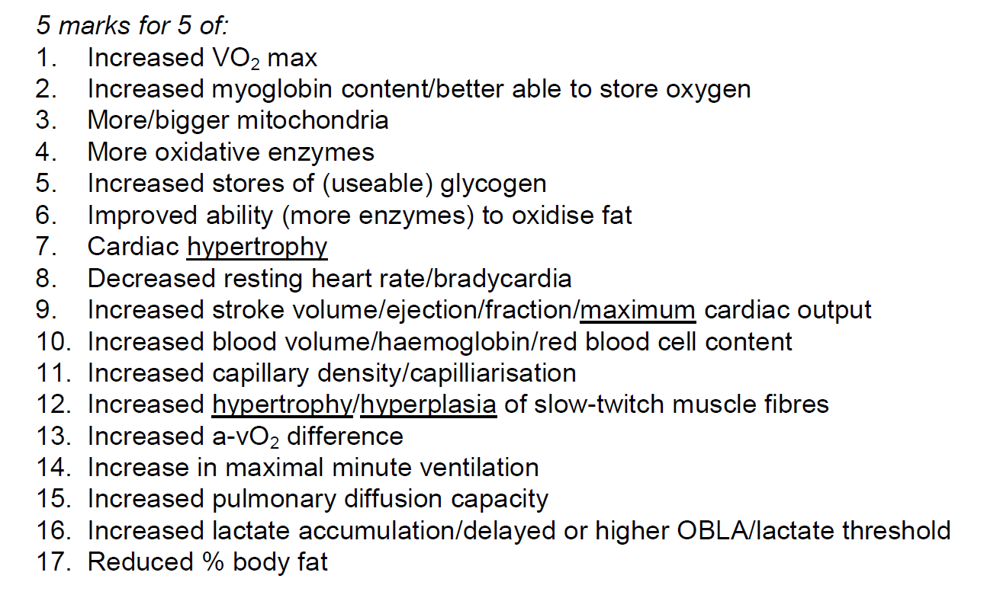 5 marks for 5 of:
1. Increased VO₂ max
2. Increased myoglobin content/better able to store oxygen
3. More/bigger mitochondria
4. More oxidative enzymes
5. Increased stores of (useable) glycogen
6. Improved ability (more enzymes) to oxidise fat
7. Cardiac hypertrophy
8. Decreased resting heart rate/bradycardia
9. Increased stroke volume/ejection/fraction/maximum cardiac output
10. Increased blood volume/haemoglobin/red blood cell content
11. Increased capillary density/capilliarisation
12. Increased hypertrophy/hyperplasia of slow-twitch muscle fibres
13. Increased a-vO₂ difference
14. Increase in maximal minute ventilation
15. Increased pulmonary diffusion capacity
16. Increased lactate accumulation/delayed or higher OBLA/lactate threshold
17. Reduced % body fat